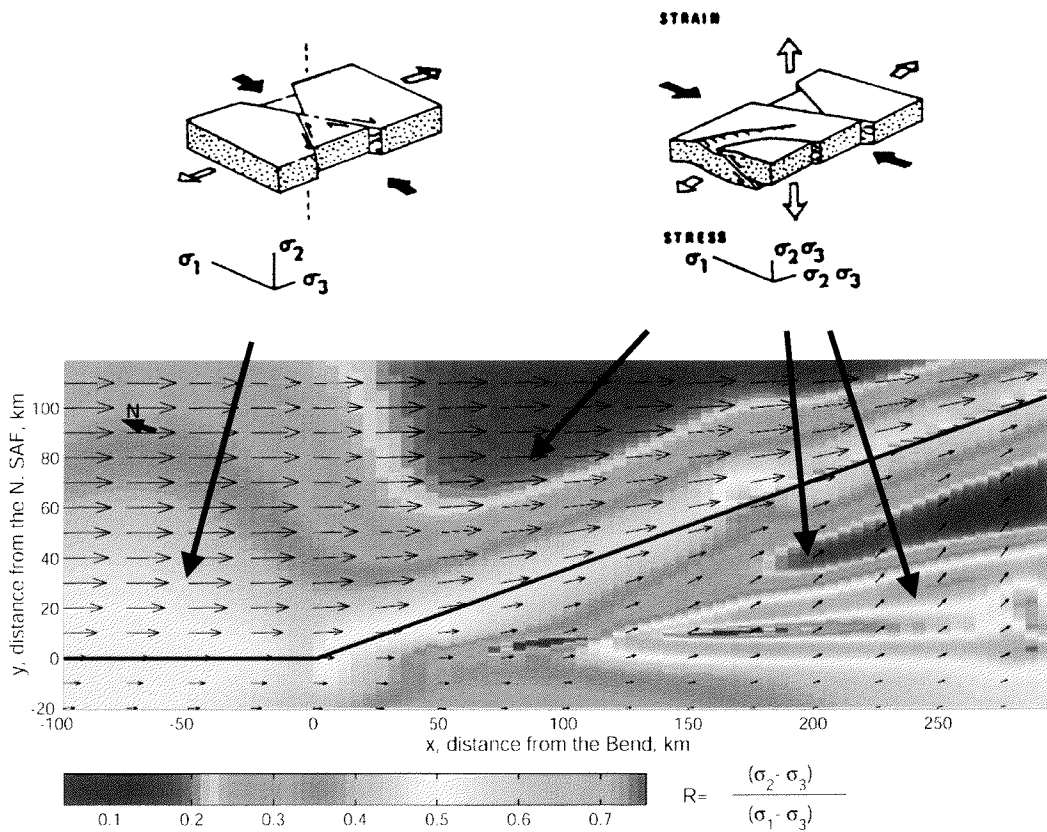 STRAIN
STRESS
σ1
σ2
σ3
σ1
σ2 σ3
σ2 σ3
N
y, distance from the N. SAF, km
100
80
60
40
20
0
-20
-100 -50 0 50 100 150 200 250
x, distance from the Bend, km
0.1 0.2 0.3 0.4 0.5 0.6 0.7
R= (σ2- σ3)
(σ1- σ3)